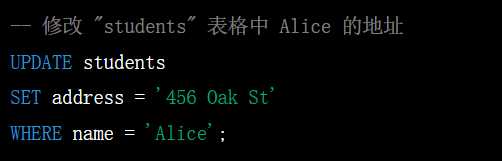 -- 修改 "students" 表格中 Alice 的地址
UPDATE students
SET address = '456 Oak St'
WHERE name = 'Alice';